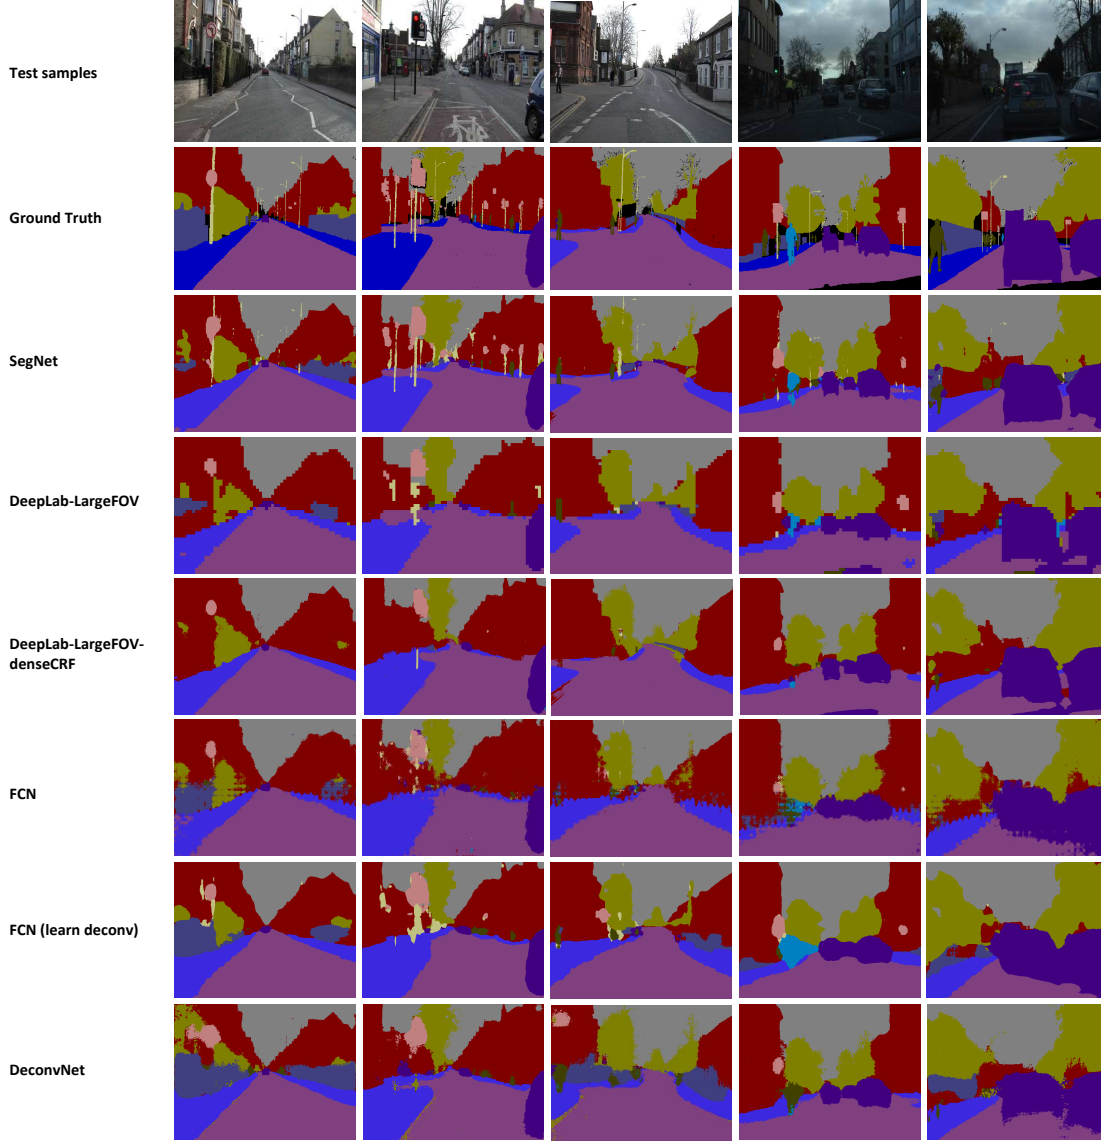 Test samples
Ground Truth
SegNet
DeepLab-LargeFOV
DeepLab-LargeFOV-
denseCRF
FCN
FCN (learn deconv)
DeconvNet